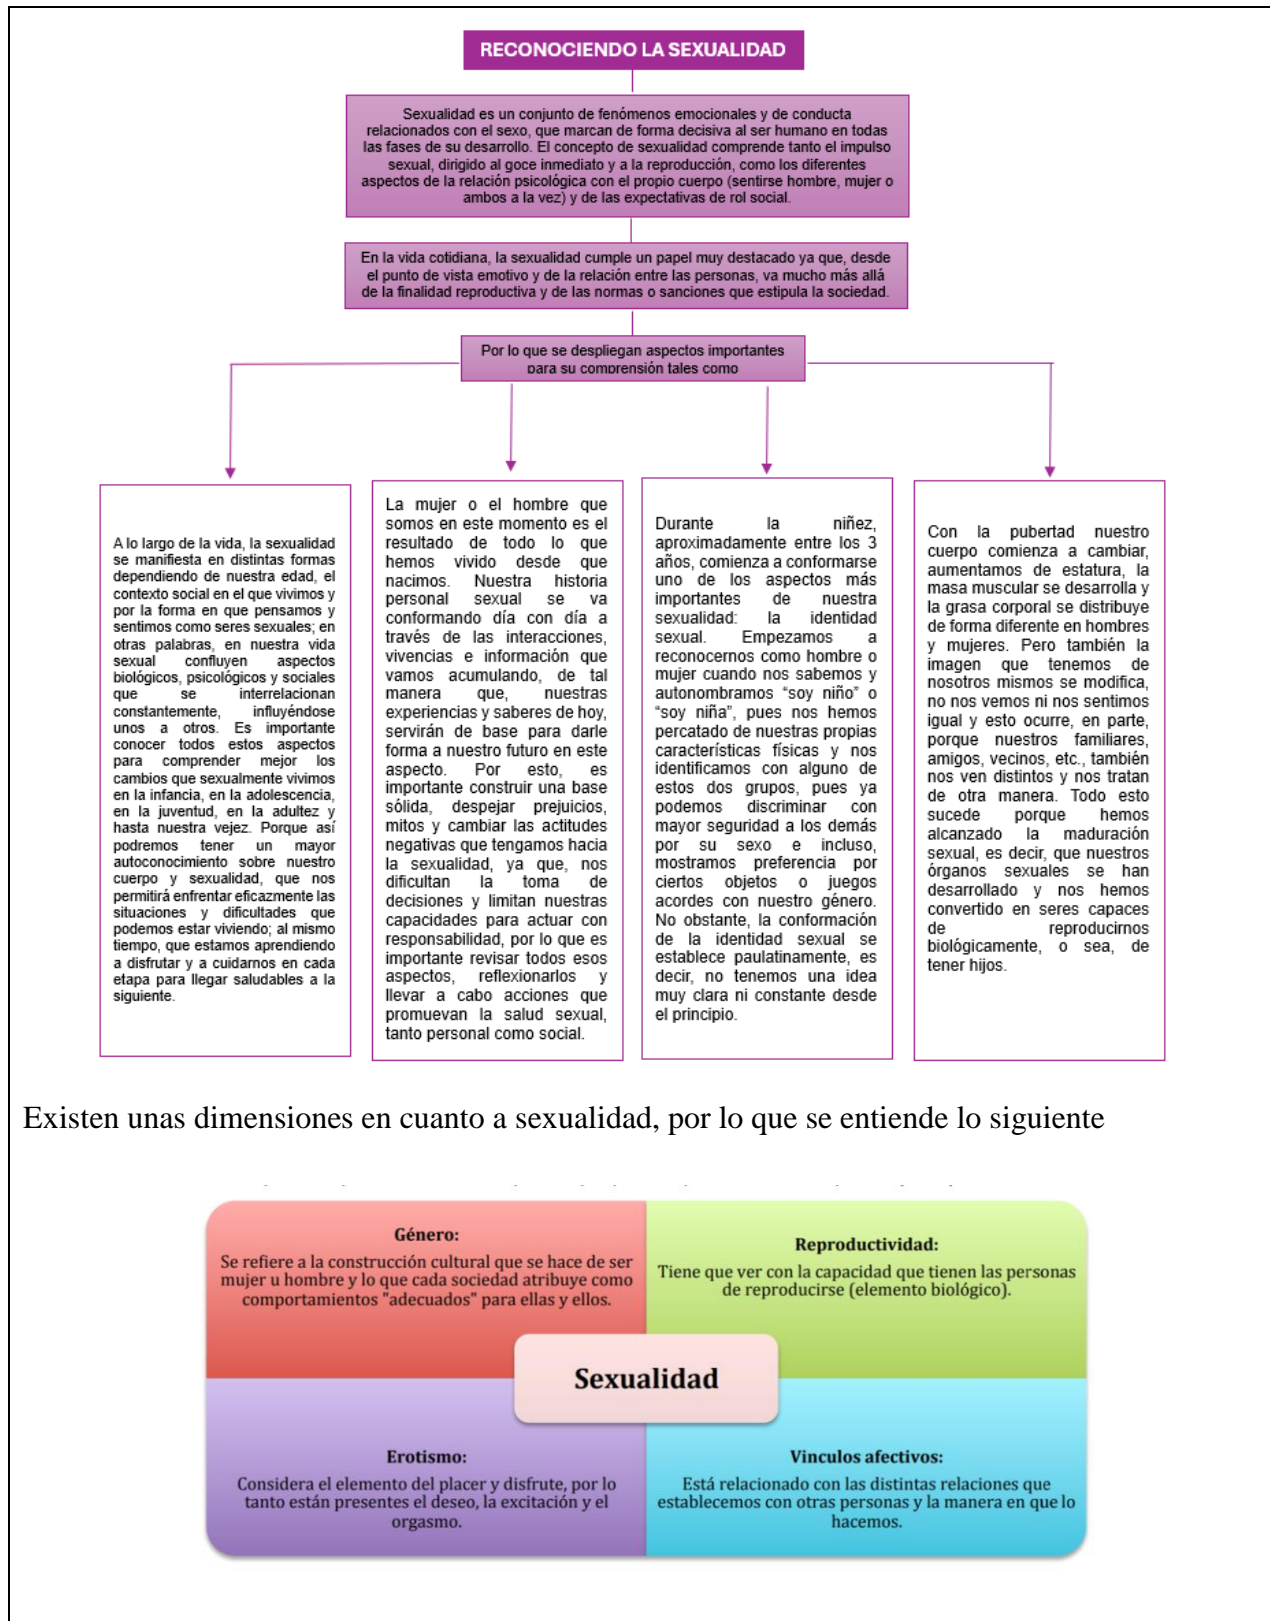 RECONOCIENDO LA SEXUALIDAD
Sexualidad es un conjunto de fenómenos emocionales y de conducta
relacionados con el sexo, que marcan de forma decisiva al ser humano en todas
las fases de su desarrollo. El concepto de sexualidad comprende tanto el impulso
sexual, dirigido al goce inmediato y a la reproducción, como los diferentes
aspectos de la relación psicológica con el propio cuerpo (sentirse hombre, mujer o
ambos a la vez) y de las expectativas de rol social.
En la vida cotidiana, la sexualidad cumple un papel muy destacado ya que, desde
el punto de vista emotivo y de la relación entre las personas, va mucho más allá
de la finalidad reproductiva y de las normas o sanciones que estipula la sociedad.
Por lo que se despliegan aspectos importantes
para su comprensión tales como
A lo largo de la vida, la sexualidad
se manifiesta en distintas formas
dependiendo de nuestra edad, el
contexto social en el que vivimos y
por la forma en que pensamos y
sentimos como seres sexuales; en
otras palabras, en nuestra vida
sexual confluyen aspectos
biológicos, psicológicos y sociales
que se interrelacionan
constantemente, influyéndose
unos a otros. Es importante
conocer todos estos aspectos
para comprender mejor los
cambios que sexualmente vivimos
en la infancia, en la adolescencia,
en la juventud, en la adultez y
hasta nuestra vejez. Porque así
podremos tener un mayor
autoconocimiento sobre nuestro
cuerpo y sexualidad, que nos
permitirá enfrentar eficazmente las
situaciones y dificultades que
podemos estar viviendo; al mismo
tiempo, que estamos aprendiendo
a disfrutar y a cuidarnos en cada
etapa para llegar saludables a la
siguiente.
La mujer o el hombre que
somos en este momento es el
resultado de todo lo que
hemos vivido desde que
nacimos. Nuestra historia
personal sexual se va
conformando día con día a
través de las interacciones,
vivencias e información que
vamos acumulando, de tal
manera que, nuestras
experiencias y saberes de hoy,
servirán de base para darle
forma a nuestro futuro en este
aspecto. Por esto, es
importante construir una base
sólida, despejar prejuicios,
mitos y cambiar las actitudes
negativas que tengamos hacia
la sexualidad, ya que, nos
dificultan la toma de
decisiones y limitan nuestras
capacidades para actuar con
responsabilidad, por lo que es
importante revisar todos esos
aspectos, reflexionarlos y
llevar a cabo acciones que
promuevan la salud sexual,
tanto personal como social.
Durante la niñez,
aproximadamente entre los 3
años, comienza a conformarse
uno de los aspectos más
importantes de nuestra
sexualidad: la identidad
sexual. Empezamos a
reconocernos como hombre o
mujer cuando nos sabemos y
autonombramos “soy niño” o
“soy niña”, pues nos hemos
percatado de nuestras propias
características físicas y nos
identificamos con alguno de
estos dos grupos, pues ya
podemos discriminar con
mayor seguridad a los demás
por su sexo e incluso,
mostramos preferencia por
ciertos objetos o juegos
acordes con nuestro género.
No obstante, la conformación
de la identidad sexual se
establece paulatinamente, es
decir, no tenemos una idea
muy clara ni constante desde
el principio.
Con la pubertad nuestro
cuerpo comienza a cambiar,
aumentamos de estatura, la
masa muscular se desarrolla y
la grasa corporal se distribuye
de forma diferente en hombres
y mujeres. Pero también la
imagen que tenemos de
nosotros mismos se modifica,
no nos vemos ni nos sentimos
igual y esto ocurre, en parte,
porque nuestros familiares,
amigos, vecinos, etc., también
nos ven distintos y nos tratan
de otra manera. Todo esto
sucede porque hemos
alcanzado la maduración
sexual, es decir, que nuestros
órganos sexuales se han
desarrollado y nos hemos
convertido en seres capaces
de reproducirnos
biológicamente, o sea, de
tener hijos.
Existen unas dimensiones en cuanto a sexualidad, por lo que se entiende lo siguiente
Género:
Se refiere a la construcción cultural que se hace de ser
mujer u hombre y lo que cada sociedad atribuye como
comportamientos "adecuados" para ellas y ellos.
Reproductividad:
Tiene que ver con la capacidad que tienen las personas
de reproducirse (elemento biológico).
Sexualidad
Erotismo:
Considera el elemento del placer y disfrute, por lo
tanto están presentes el deseo, la excitación y el
orgasmo.
Vinculos afectivos:
Está relacionado con las distintas relaciones que
establecemos con otras personas y la manera en que lo
hacemos.